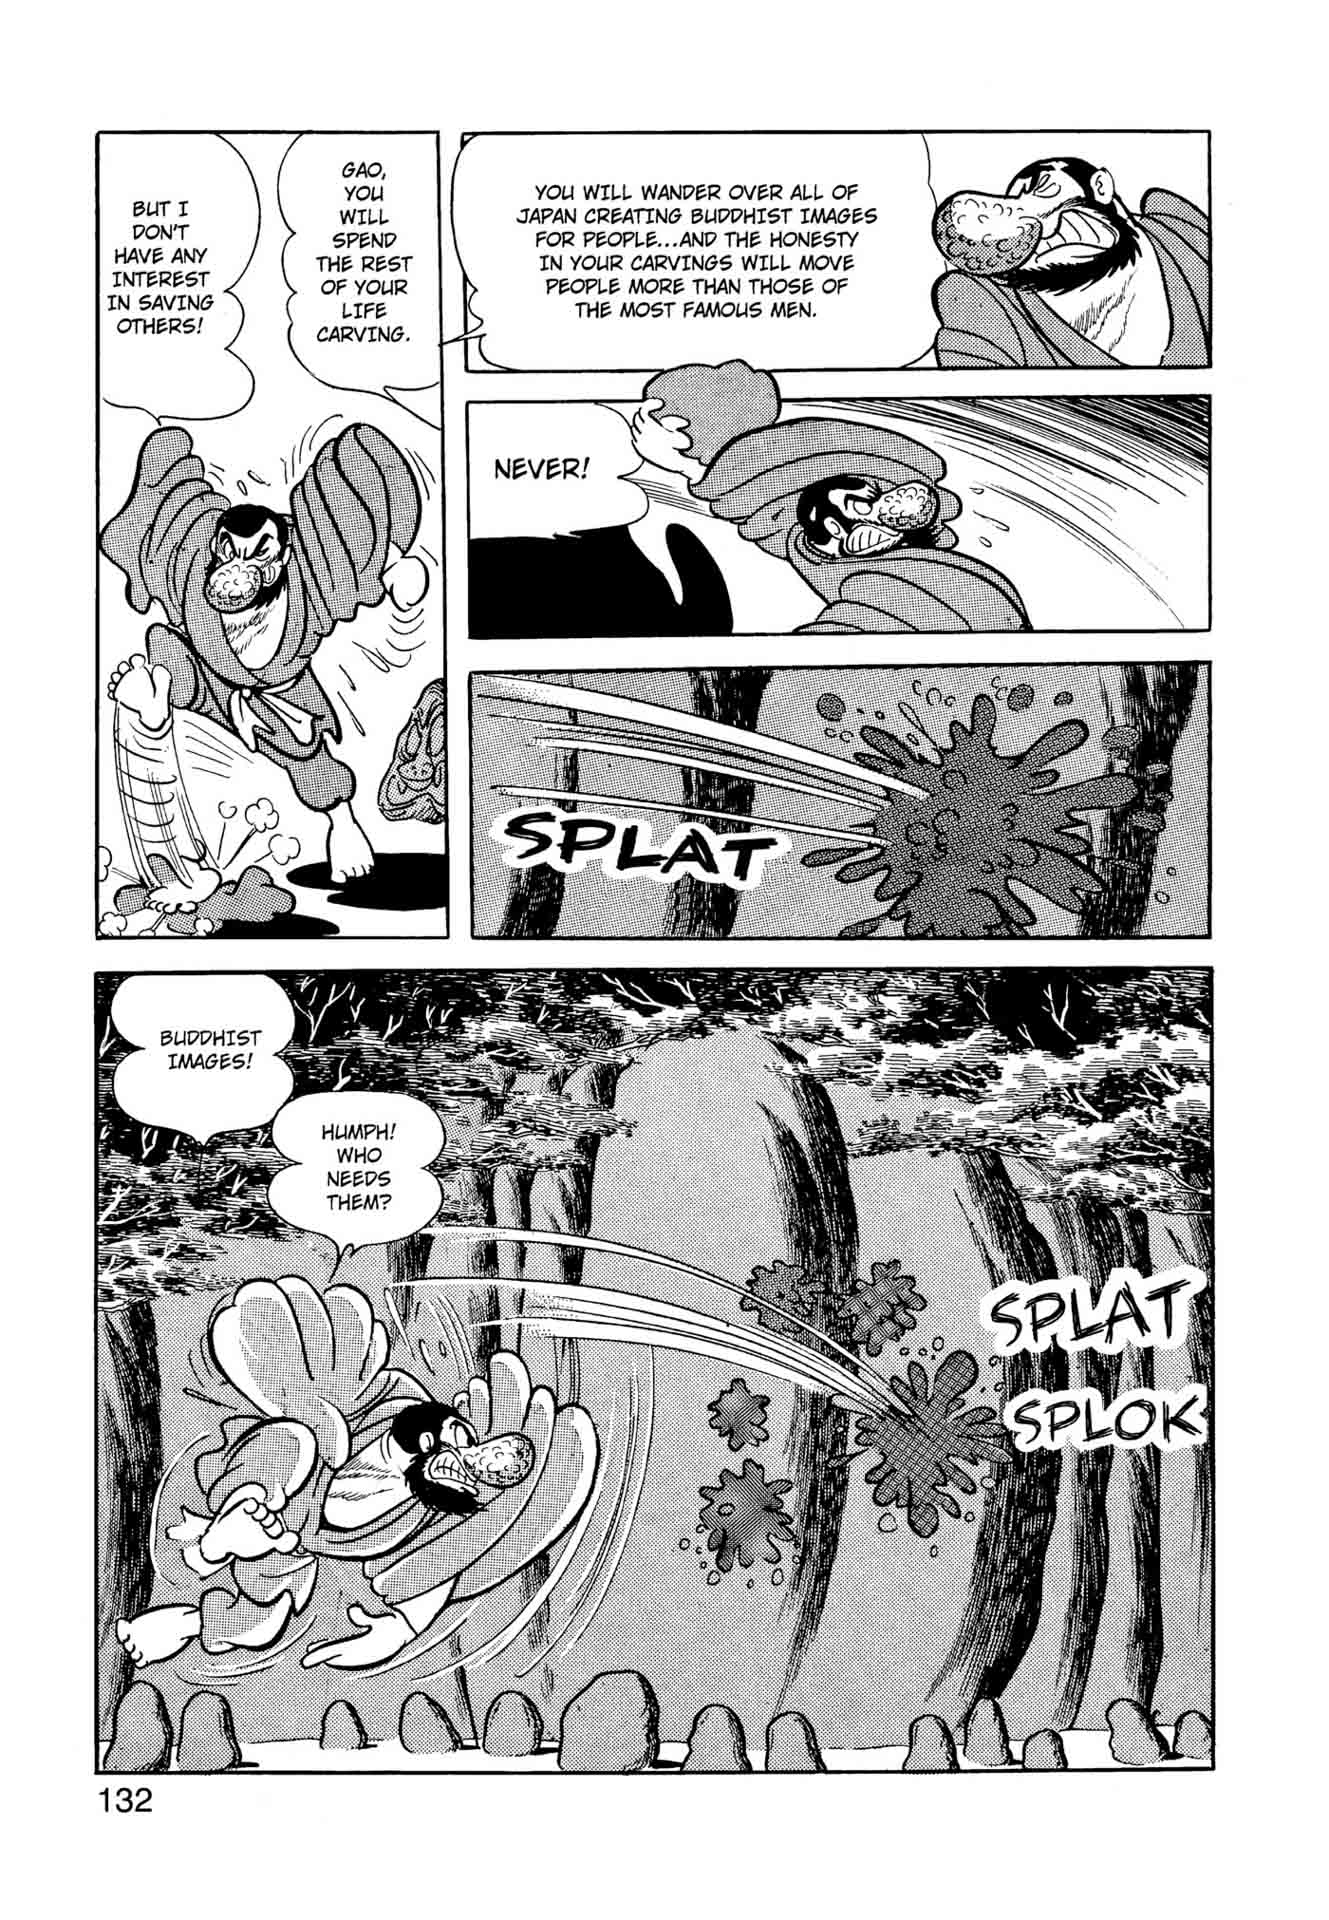 BUT I
DON'T
HAVE ANY
INTEREST
IN SAVING
OTHERS!
GAO,
YOU
WILL
SPEND
THE REST
OF YOUR
LIFE
CARVING.
YOU WILL WANDER OVER ALL OF
JAPAN CREATING BUDDHIST IMAGES
FOR PEOPLE...AND THE HONESTY
IN YOUR CARVINGS WILL MOVE
PEOPLE MORE THAN THOSE OF
THE MOST FAMOUS MEN.
NEVER!
SPLAT
BUDDHIST
IMAGES!
HUMPH!
WHO
NEEDS
THEM?
SPLAT
SPLOK
132